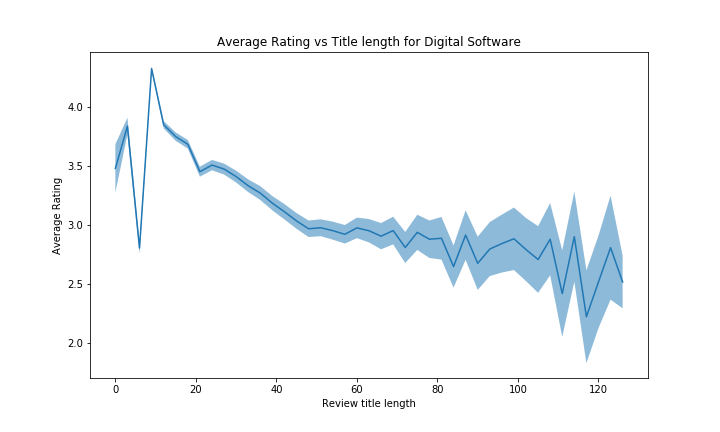 Average Rating vs Title length for Digital Software
Average Rating
4.0
3.5
3.0
2.5
2.0
0 20 40 60 80 100 120
Review title length